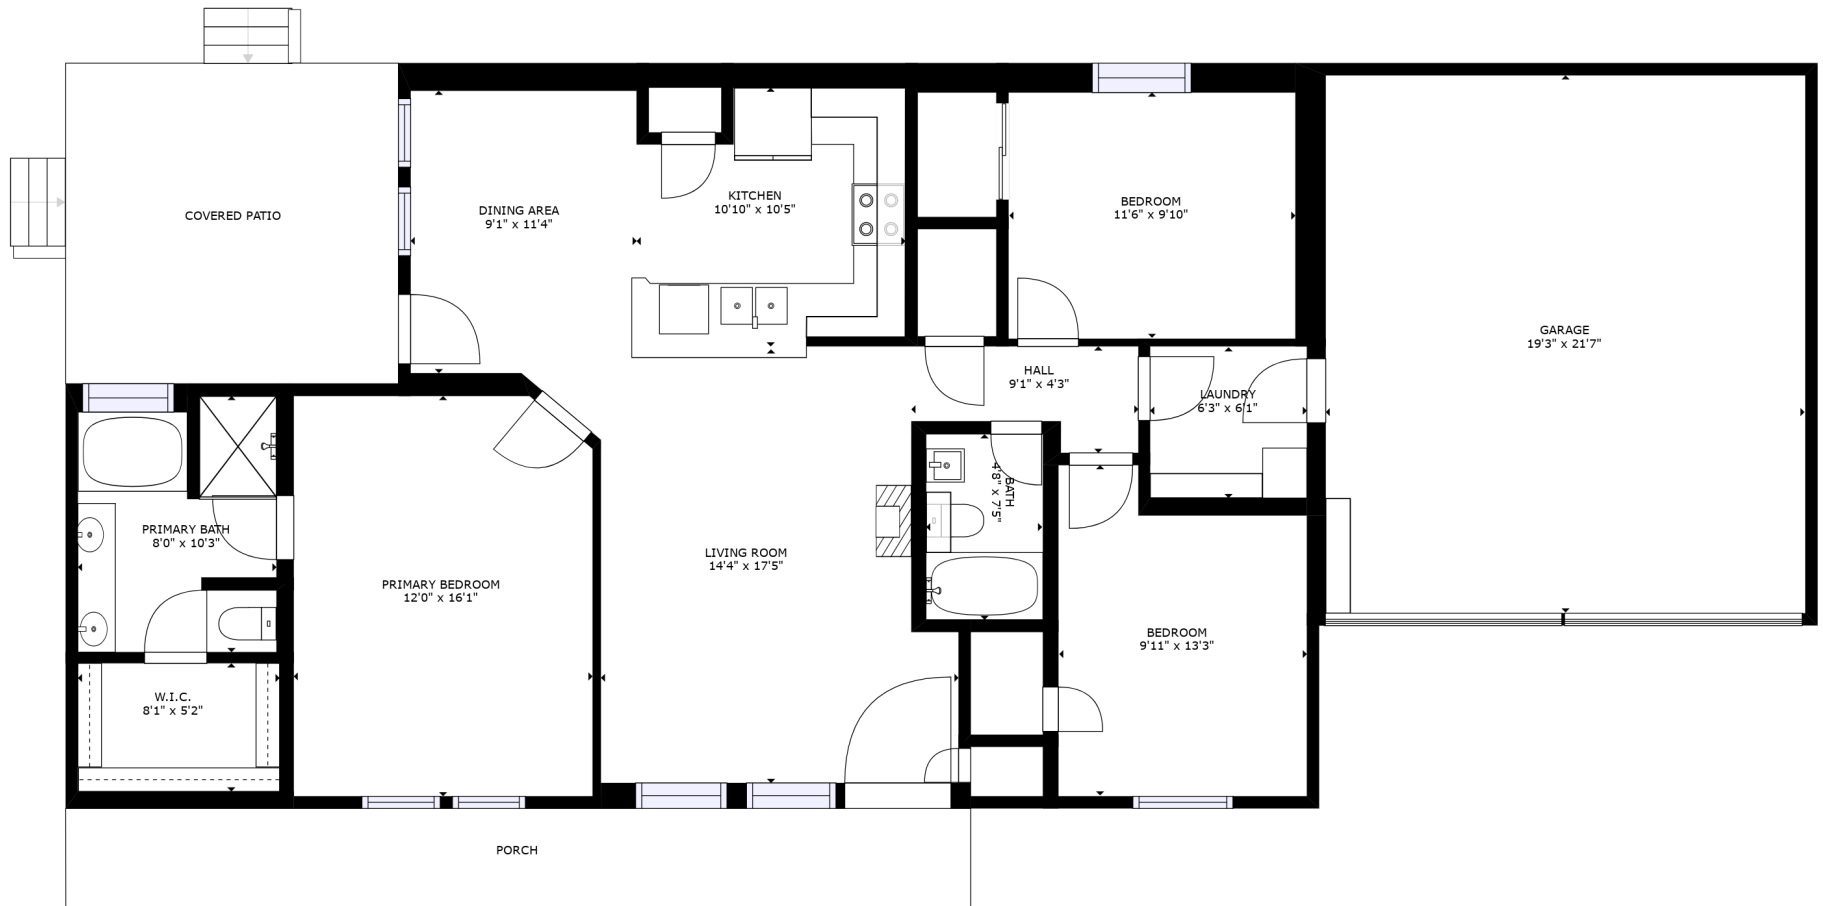 COVERED PATIO
DINING AREA
9'1" x 11'4"
KITCHEN
10'10" x 10'5"
BEDROOM
11'6" x 9'10"
GARAGE
19'3" x 21'7"
HALL
9'1" x 4'3"
LAUNDRY
6'3" x 6'1"
BATH
4'8" x 7'5"
PRIMARY BATH
8'0" x 10'3"
LIVING ROOM
14'4" x 17'5"
PRIMARY BEDROOM
12'0" x 16'1"
BEDROOM
9'11" x 13'3"
W.I.C.
8'1" x 5'2"
PORCH